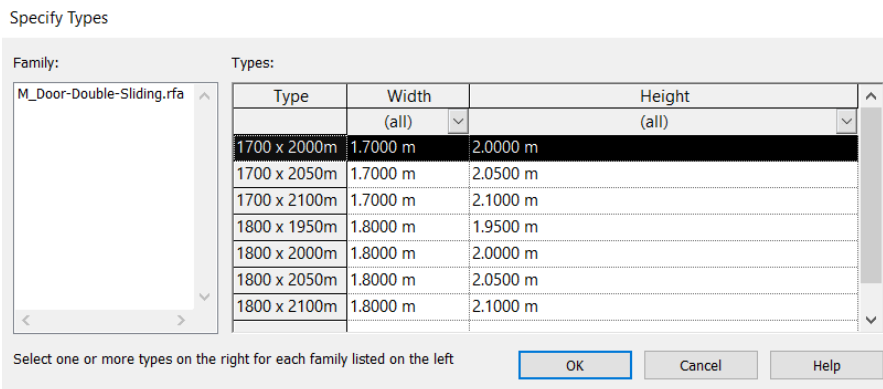 Specify Types
Family:
Types:
M_Door-Double-Sliding.rfa
Type Width Height
(all) (all)
1700 x 2000m 1.7000 m 2.0000 m
1700 x 2050m 1.7000 m 2.0500 m
1700 x 2100m 1.7000 m 2.1000 m
1800 x 1950m 1.8000 m 1.9500 m
1800 x 2000m 1.8000 m 2.0000 m
1800 x 2050m 1.8000 m 2.0500 m
1800 x 2100m 1.8000 m 2.1000 m
Select one or more types on the right for each family listed on the left
OK Cancel Help